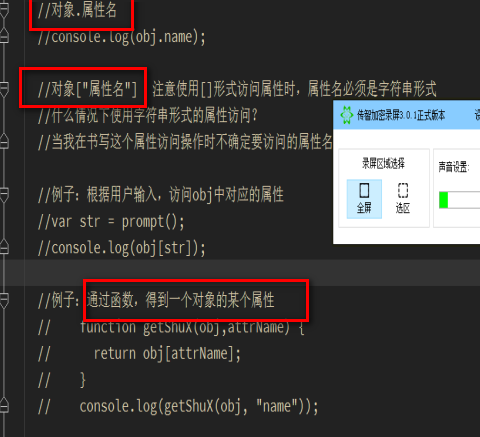 //对象.属性名
//console.log(obj.name);
//对象["属性名"] 注意使用[]形式访问属性时，属性名必须是字符串形式
//什么情况下使用字符串形式的属性访问？
//当我在书写这个属性访问操作时不确定要访问的属性名
//例子：根据用户输入，访问obj中对应的属性
//var str = prompt();
//console.log(obj[str]);
//例子：通过函数，得到一个对象的某个属性
// function getShuX(obj,attrName) {
// return obj[attrName];
// }
// console.log(getShuX(obj, "name"));
传智加密录屏3.0.1正式版本
录屏区域选择
声音设置:
全屏
选区